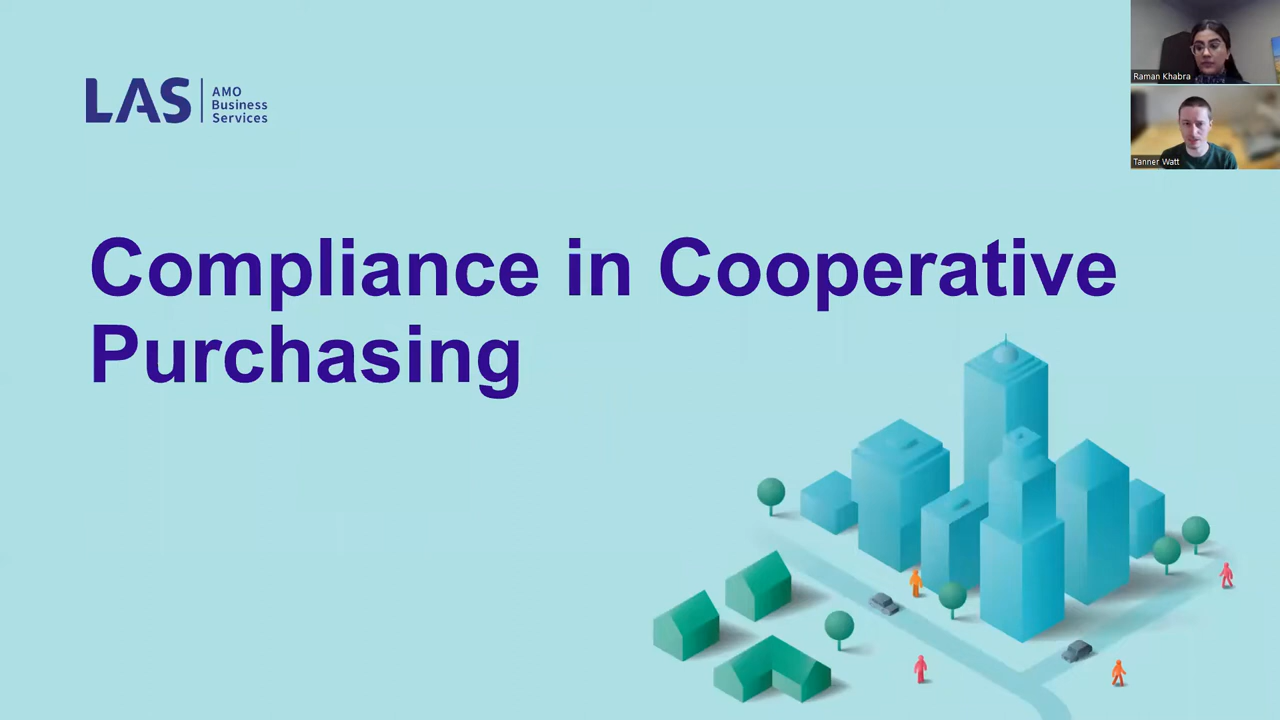 LAS
AMO
Business
Services
Raman Khabra
Tanner Watt
Compliance in Cooperative
Purchasing